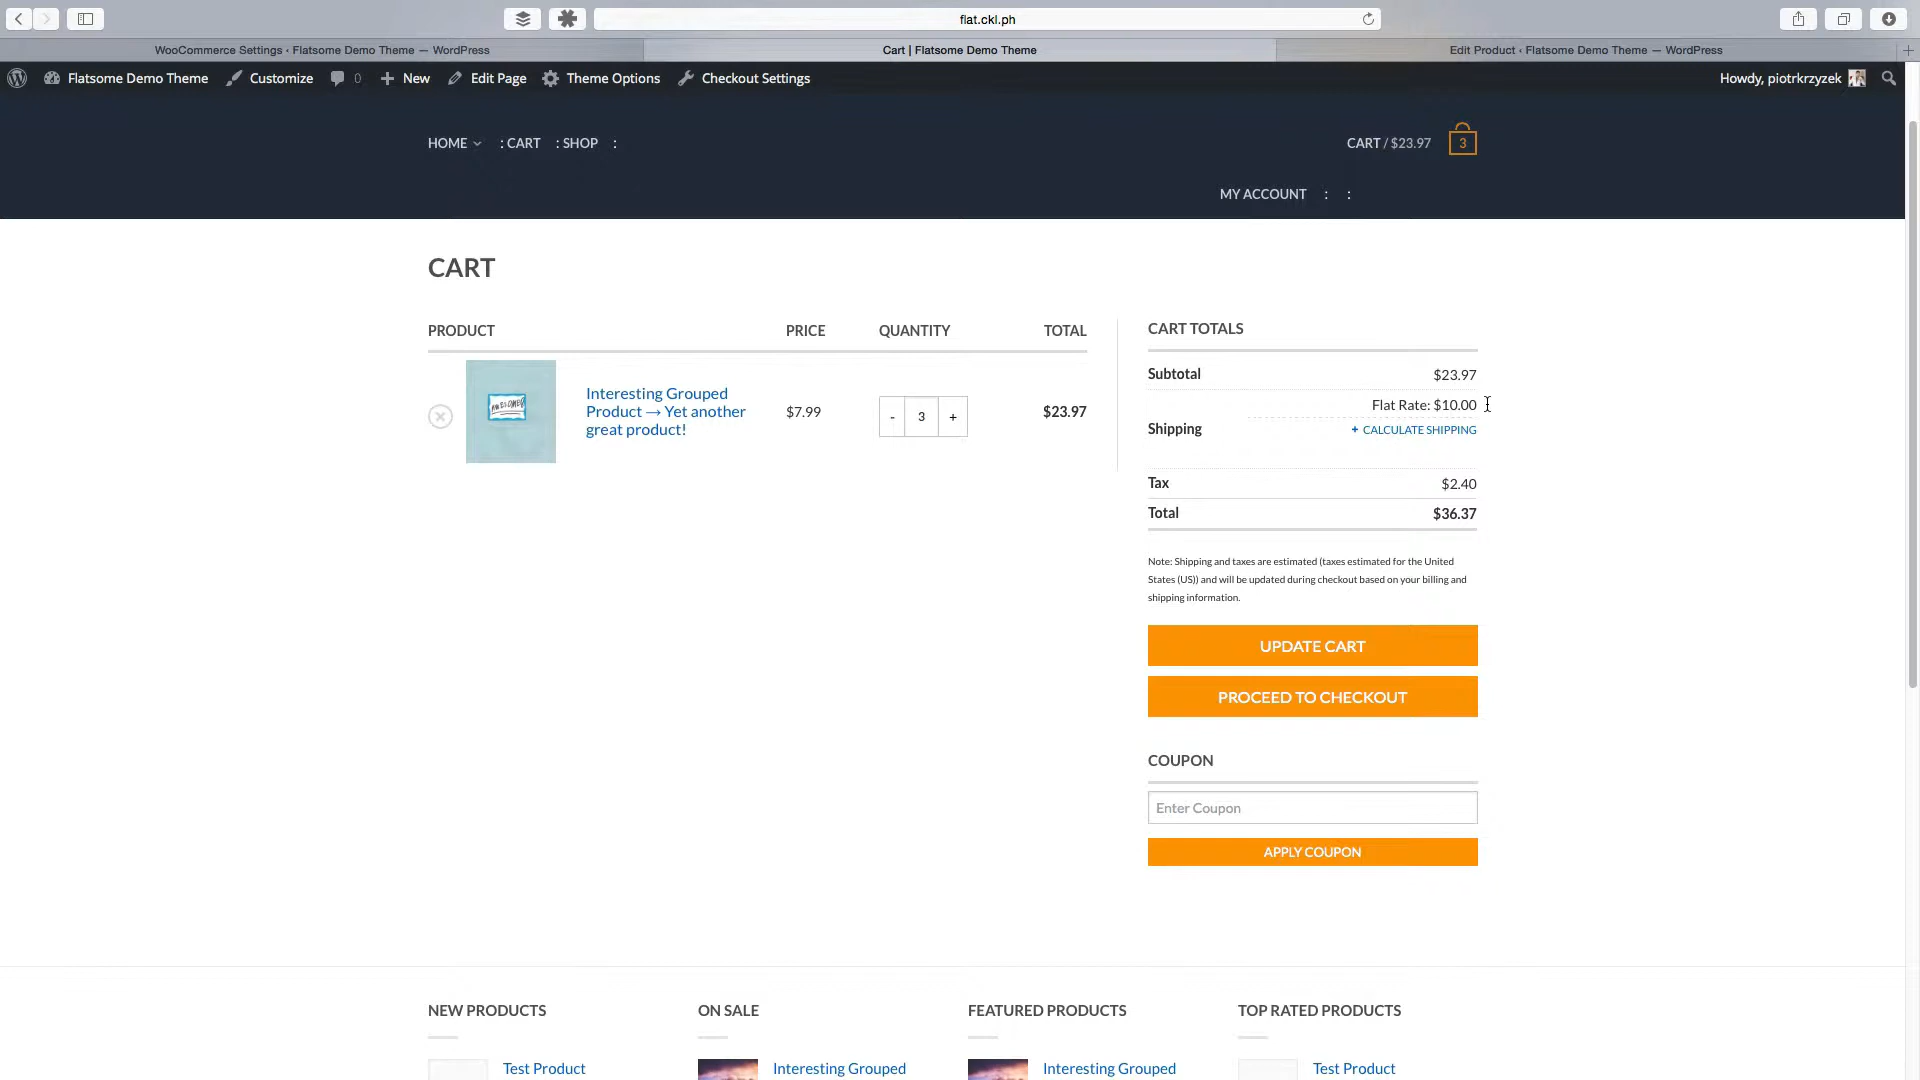 flat.ckl.ph
WooCommerce Settings ‹ Flatsome Demo Theme — WordPress
Cart | Flatsome Demo Theme
Edit Product ‹ Flatsome Demo Theme — WordPress
Flatsome Demo Theme
Customize
0
New
Edit Page
Theme Options
Checkout Settings
Howdy, piotrkrzyzek
HOME : CART : SHOP :
CART / $23.97 3
MY ACCOUNT : :
CART
PRODUCT PRICE QUANTITY TOTAL
Interesting Grouped
Product → Yet another
great product!
$7.99
- 3 +
$23.97
CART TOTALS
Subtotal $23.97
Flat Rate: $10.00
Shipping + CALCULATE SHIPPING
Tax $2.40
Total $36.37
Note: Shipping and taxes are estimated (taxes estimated for the United
States (US)) and will be updated during checkout based on your billing and
shipping information.
UPDATE CART
PROCEED TO CHECKOUT
COUPON
Enter Coupon
APPLY COUPON
NEW PRODUCTS ON SALE FEATURED PRODUCTS TOP RATED PRODUCTS
Test Product Interesting Grouped Interesting Grouped Test Product